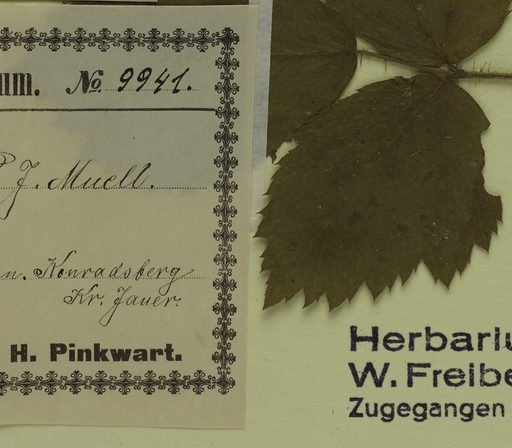 um. No 9941.
P. J. Muell.
n. Konradsberg
Kr. Jauer.
H. Pinkwart.
Herbariu
W. Freibe
Zugegangen